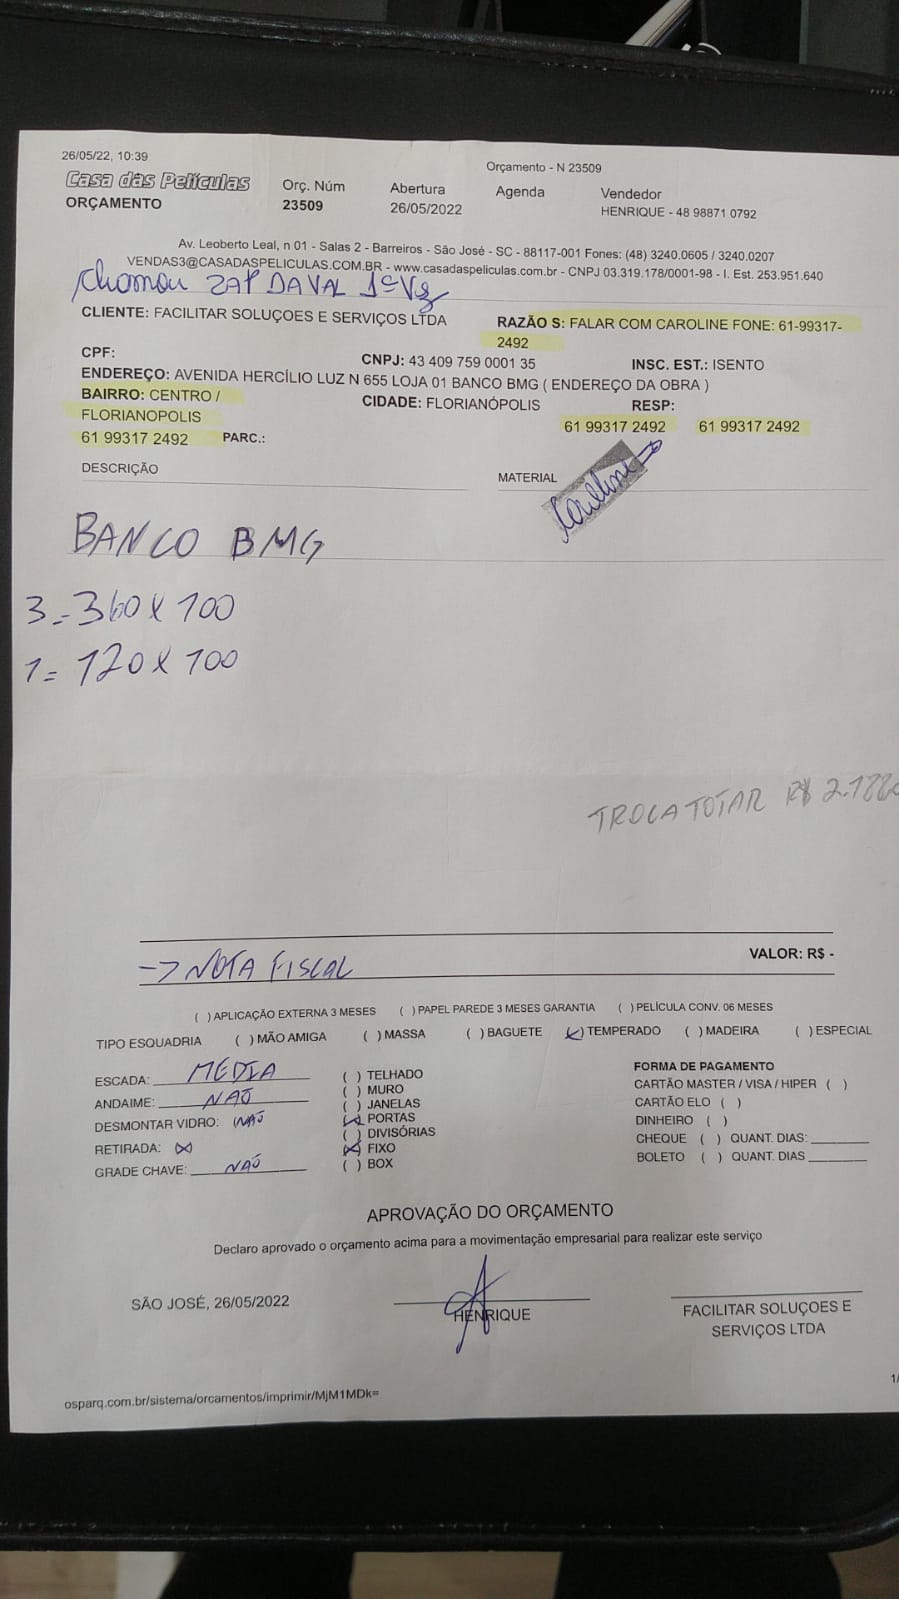 26/05/22, 10:39
Orçamento - N 23509
Casa das Películas
ORÇAMENTO
Orç. Núm
23509
Abertura
26/05/2022
Agenda
Vendedor
HENRIQUE - 48 98871 0792
Av. Leoberto Leal, n 01 - Salas 2 - Barreiros - São José - SC - 88117-001 Fones: (48) 3240.0605 / 3240.0207
VENDAS3@CASADASPELICULAS.COM.BR - www.casadaspeliculas.com.br - CNPJ 03.319.178/0001-98 - I. Est. 253.951.640
Chamou ZAP DAVAL 1ª Vez
CLIENTE: FACILITAR SOLUÇOES E SERVIÇOS LTDA
RAZÃO S: FALAR COM CAROLINE FONE: 61-99317-
2492
CPF:
CNPJ: 43 409 759 0001 35
INSC. EST.: ISENTO
ENDEREÇO: AVENIDA HERCÍLIO LUZ N 655 LOJA 01 BANCO BMG ( ENDEREÇO DA OBRA )
BAIRRO: CENTRO /
FLORIANOPOLIS
CIDADE: FLORIANÓPOLIS
RESP:
61 99317 2492 PARC.:
61 99317 2492
61 99317 2492
DESCRIÇÃO
MATERIAL
BANCO BMG
3 = 360 X 100
1 = 120 X 100
TROCA TOTAR R$ 2.188
→ NOTA FISCAL
VALOR: R$ -
( ) APLICAÇÃO EXTERNA 3 MESES ( ) PAPEL PAREDE 3 MESES GARANTIA ( ) PELÍCULA CONV. 06 MESES
TIPO ESQUADRIA ( ) MÃO AMIGA ( ) MASSA ( ) BAGUETE (X) TEMPERADO ( ) MADEIRA ( ) ESPECIAL
ESCADA: MEDIA
ANDAIME: NAÕ
DESMONTAR VIDRO: (NAÕ
RETIRADA: (X)
GRADE CHAVE: NAÕ
( ) TELHADO
( ) MURO
( ) JANELAS
(X) PORTAS
( ) DIVISÓRIAS
(X) FIXO
( ) BOX
FORMA DE PAGAMENTO
CARTÃO MASTER / VISA / HIPER ( )
CARTÃO ELO ( )
DINHEIRO ( )
CHEQUE ( ) QUANT. DIAS:
BOLETO ( ) QUANT. DIAS
APROVAÇÃO DO ORÇAMENTO
Declaro aprovado o orçamento acima para a movimentação empresarial para realizar este serviço
SÃO JOSÉ, 26/05/2022
HENRIQUE
FACILITAR SOLUÇOES E
SERVIÇOS LTDA
1/
osparq.com.br/sistema/orcamentos/imprimir/MjM1MDk=